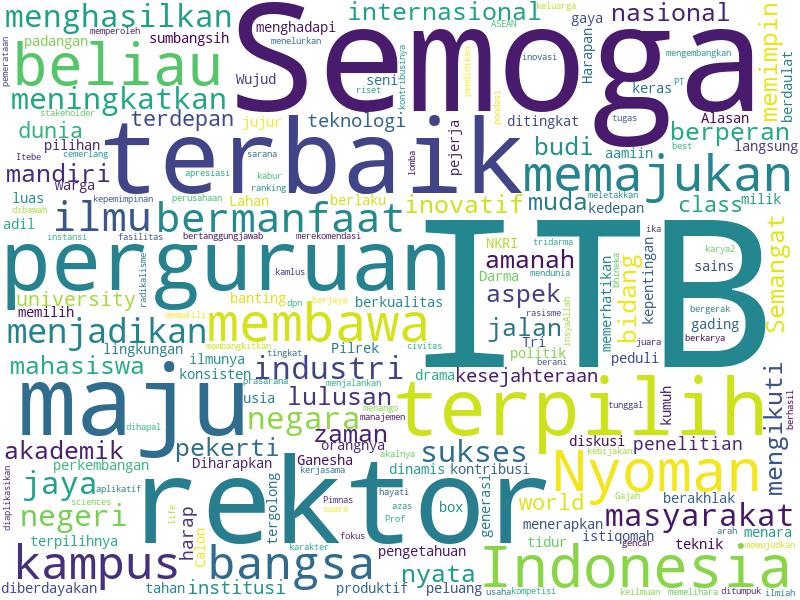 menghasilkan
Semoga
internasional
keluarga
nasional
ASEAN
gaya
padangan
memperoleh
sumbangsih
menghadapi
menelurkan
pemerataan
beliau
Wujud
seni
riset
kontribusinya
pendidikan
inovasi
Harapan
mengembangkan
memimpin
berdaulat
keras
PT
meningkatkan
stakeholder
terdepan
jujur
teknologi
pondasi
ditingkat
tugas
Alasan
dunia
pilihan
terbaik
budi
aamiin
best
berperan
langsung
Itebe
cemerlang
sarana
lomba
pejerja
mandiri
warga
apresiasi
kabur
ranking
memajukan
luas
kepemimpinan
perusahaan
Lahan
berlaku
inovatif
muda
meletakkan
kedepan
class
milik
adil
dibawah
ilmu
bermanfaat
ITB
instansi
fasilitas
bertanggungjawab
merekomendasi
NKRI
tridarma
ika
karya2
Semangat
perguruan
radikalisme
kamlus
amanah
mendunia
Darma
insyaAllah
memerhatikan
bhineka
bidang
kepentingan
sains
university
banting
dpn
berjaya
berkualitas
aspek
rasisme
bergerak
gading
memilih
mewakili
menjadikan
membawa
jalan
Tri
juara
berkarya
lingkungan
membangkitkan
Pilrek
civitas
politik
berani
peduli
mahasiswa
ilmunya
konsisten
tingkat
industri
drama
kesejahteraan
prasarana
menjalankan
maju
usia
lulusan
terpilih
tunggal
kumuh
berhasil
mengikuti
dihapal
negara
menango
manajemen
zaman
orangnya
diskusi
penelitian
akademik
pekerti
sukses
kebijakan
perkembangan
Diharapkan
Ganesha
akalnya
kerjasama
dinamis
kontribusi
Nyoman
diaplikasikan
jaya
aplikatif
rektor
Pimnas
hayati
box
generasi
world
Gajah
berakhlak
sciences
suara
azas
negeri
life
harap
tergolong
Prof
menerapkan
masyarakat
terpilihnya
Calon
fokus
istiqomah
arah
menara
kampus
bangsa
karakter
pengetahuan
tidur
gencar
teknik
mewujudkan
nyata
Indonesia
diberdayakan
tahan
institusi
produktif
peluang
usaha
kompetisi
keilmuan
memelihara
ditumpuk
ilmiah